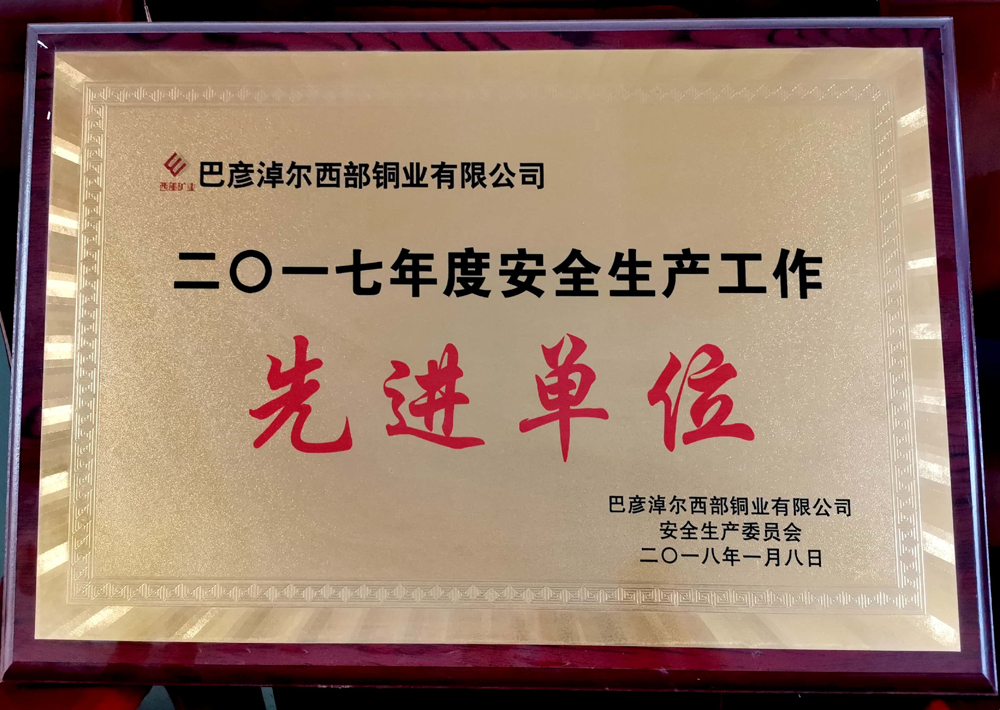 西部矿业
巴彦淖尔西部铜业有限公司
二〇一七年度安全生产工作
先进单位
巴彦淖尔西部铜业有限公司
安全生产委员会
二〇一八年一月八日